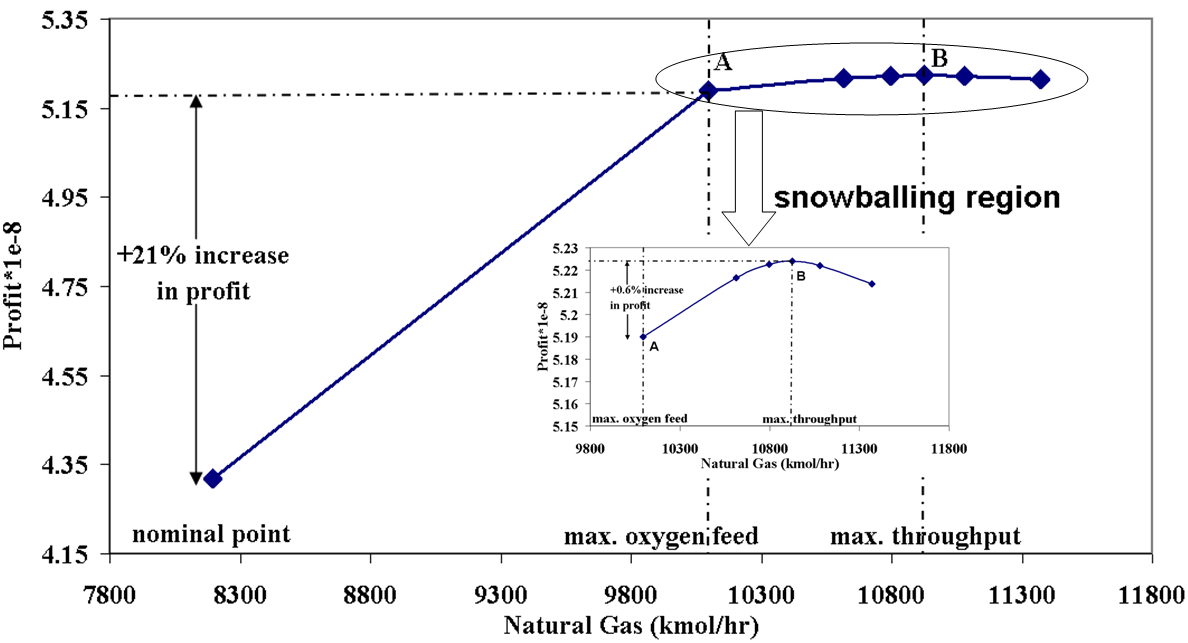 5.35
5.15
4.95
4.75
4.55
4.35
4.15
Profit*1e-8
A
B
snowballing region
+21% increase
in profit
5.23
5.22
5.21
5.2
5.19
5.18
5.17
5.16
5.15
Profit*1e-8
+0.6% increase
in profit
A
B
max. oxygen feed
max. throughput
9800
10300
10800
11300
11800
Natural Gas (kmol/hr)
nominal point
max. oxygen feed
max. throughput
7800
8300
8800
9300
9800
10300
10800
11300
11800
Natural Gas (kmol/hr)